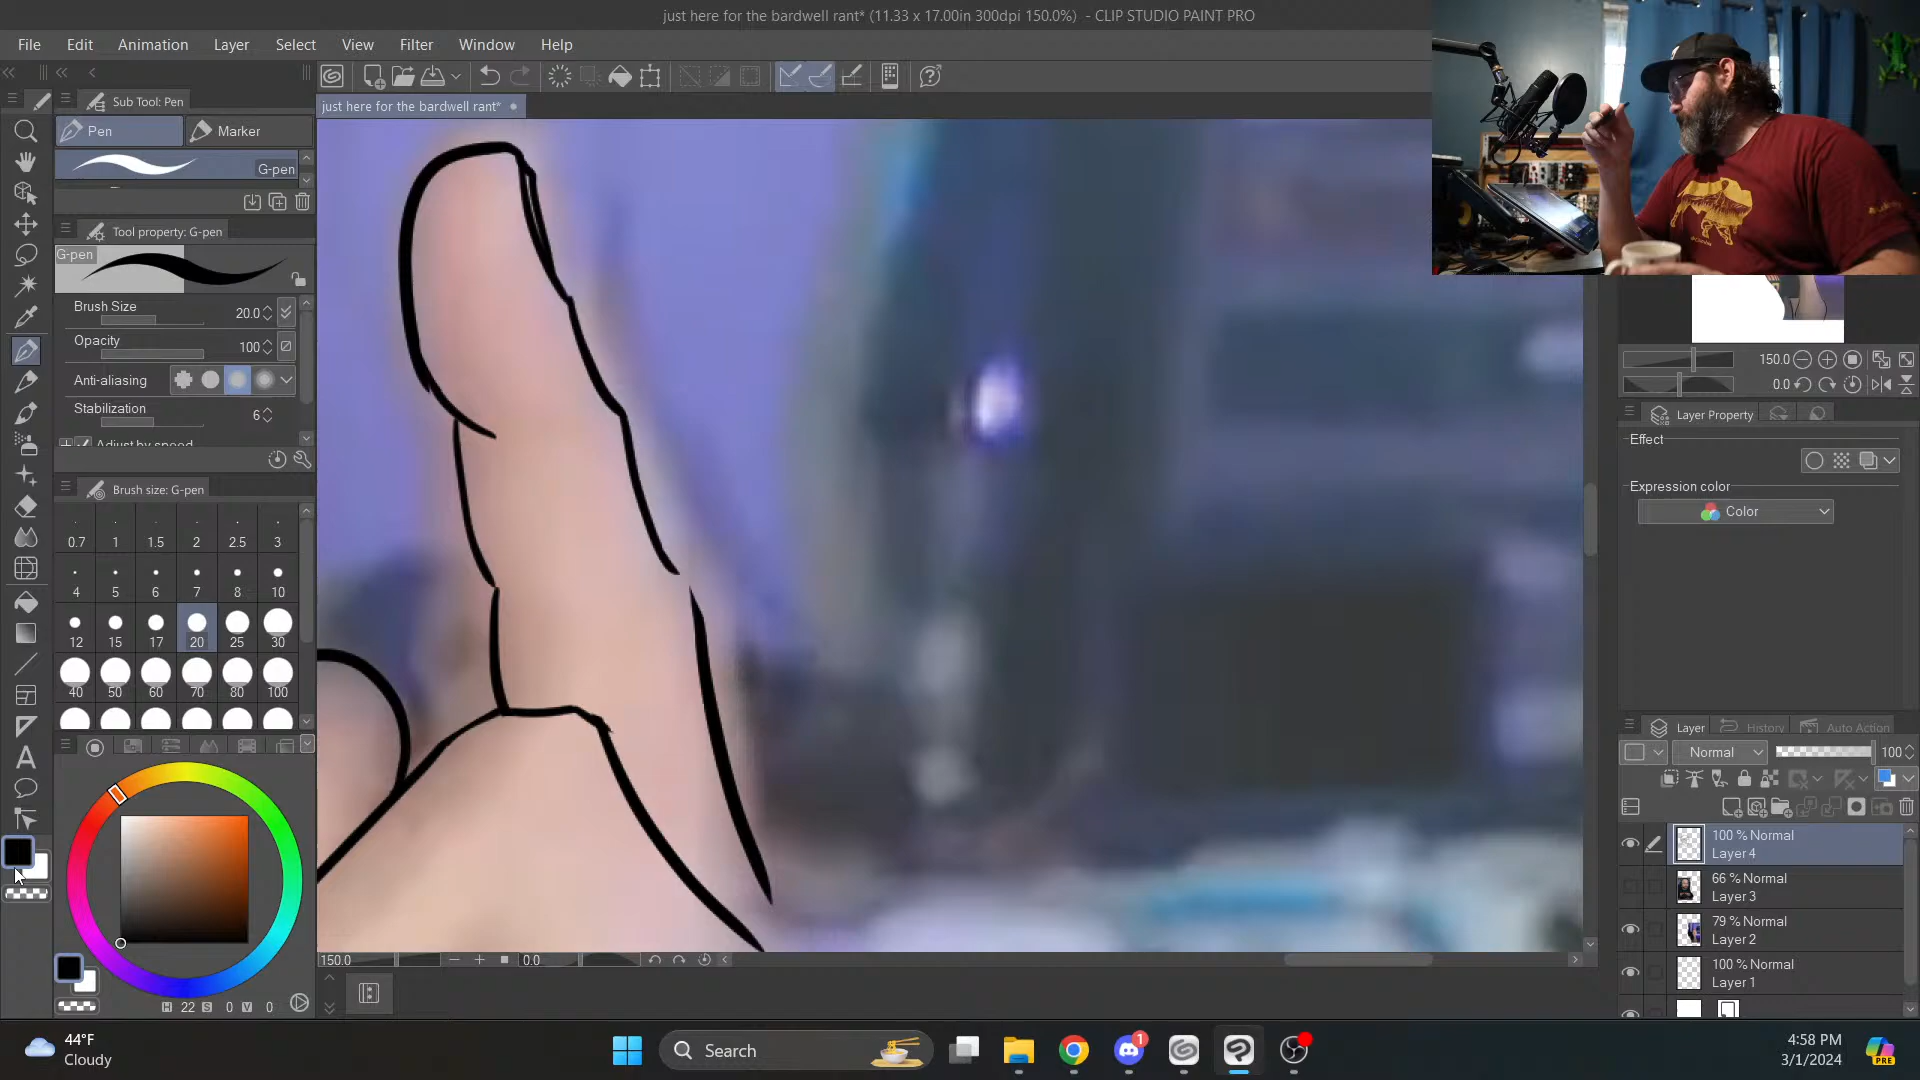 just here for the bardwell rant* (11.33 x 17.00in 300dpi 150.0%) - CLIP STUDIO PAINT PRO
File Edit Animation Layer Select View Filter Window Help
Sub Tool: Pen
just here for the bardwell rant*
Pen Marker
G-pen
Tool property: G-pen
G-pen
Brush Size 20.0
Opacity 100
Anti-aliasing
Stabilization 6
Adjust by speed
Brush size: G-pen
0.7 1 1.5 2 2.5 3
4 5 6 7 8 10
12 15 17 20 25 30
40 50 60 70 80 100
H 22 S 0 V 0
150.0 0.0
150.0
0.0
Layer Property
Effect
Expression color
Color
Layer History Auto Action
Normal 100
100 % Normal
Layer 4
66 % Normal
Layer 3
79 % Normal
Layer 2
100 % Normal
Layer 1
44°F
Cloudy
Search
1
4:58 PM
3/1/2024
PRE